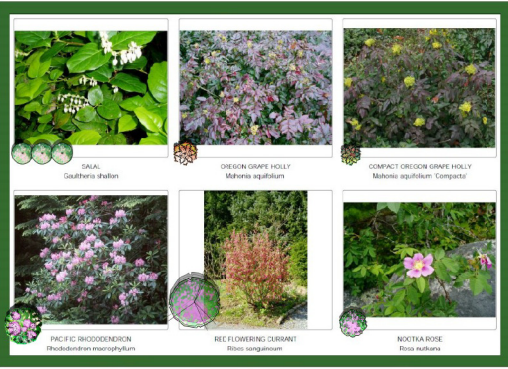 SALAL
Gaultheria shallon
OREGON GRAPE HOLLY
Mahonia aquifolium
COMPACT OREGON GRAPE HOLLY
Mahonia aquifolium 'Compacta'
PACIFIC RHODODENDRON
Rhododendron macrophyllum
RED FLOWERING CURRANT
Ribes sanguineum
NOOTKA ROSE
Rosa nutkana